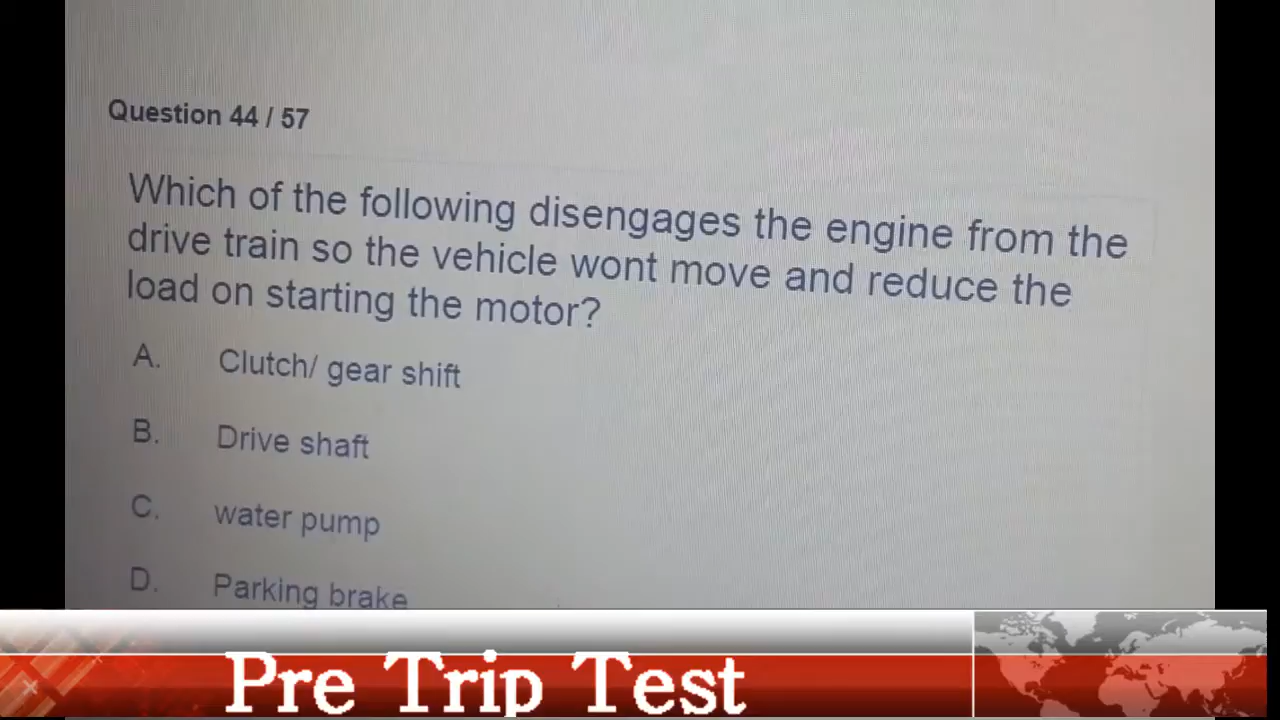 Question 44 / 57
Which of the following disengages the engine from the
drive train so the vehicle wont move and reduce the
load on starting the motor?
A. Clutch/ gear shift
B. Drive shaft
C. water pump
D. Parking brake
Pre Trip Test